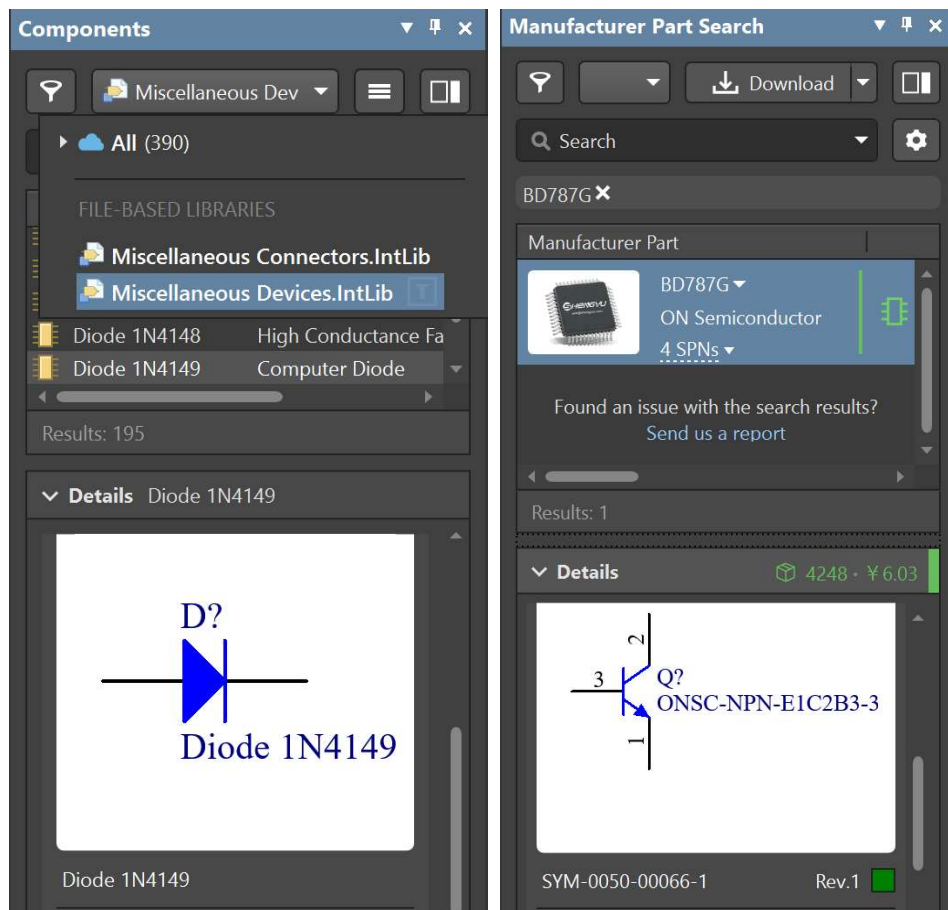 Components
Miscellaneous Dev
All (390)
FILE-BASED LIBRARIES
Miscellaneous Connectors.IntLib
Miscellaneous Devices.IntLib
Diode 1N4148 High Conductance Fa
Diode 1N4149 Computer Diode
Results: 195
Details Diode 1N4149
D?
Diode 1N4149
Diode 1N4149
Manufacturer Part Search
Download
Search
BD787G
Manufacturer Part
BD787G
ON Semiconductor
4 SPNs
Found an issue with the search results?
Send us a report
Results: 1
Details 4248 · ¥6.03
2
3
Q?
ONSC-NPN-E1C2B3-3
1
SYM-0050-00066-1 Rev.1